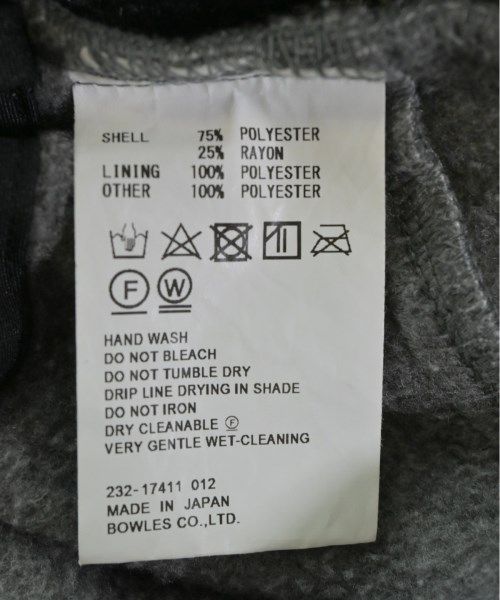 SHELL 75% POLYESTER
25% RAYON
LINING 100% POLYESTER
OTHER 100% POLYESTER
F W
HAND WASH
DO NOT BLEACH
DO NOT TUMBLE DRY
DRIP LINE DRYING IN SHADE
DO NOT IRON
DRY CLEANABLE Ⓕ
VERY GENTLE WET-CLEANING
232-17411 012
MADE IN JAPAN
BOWLES CO.,LTD.